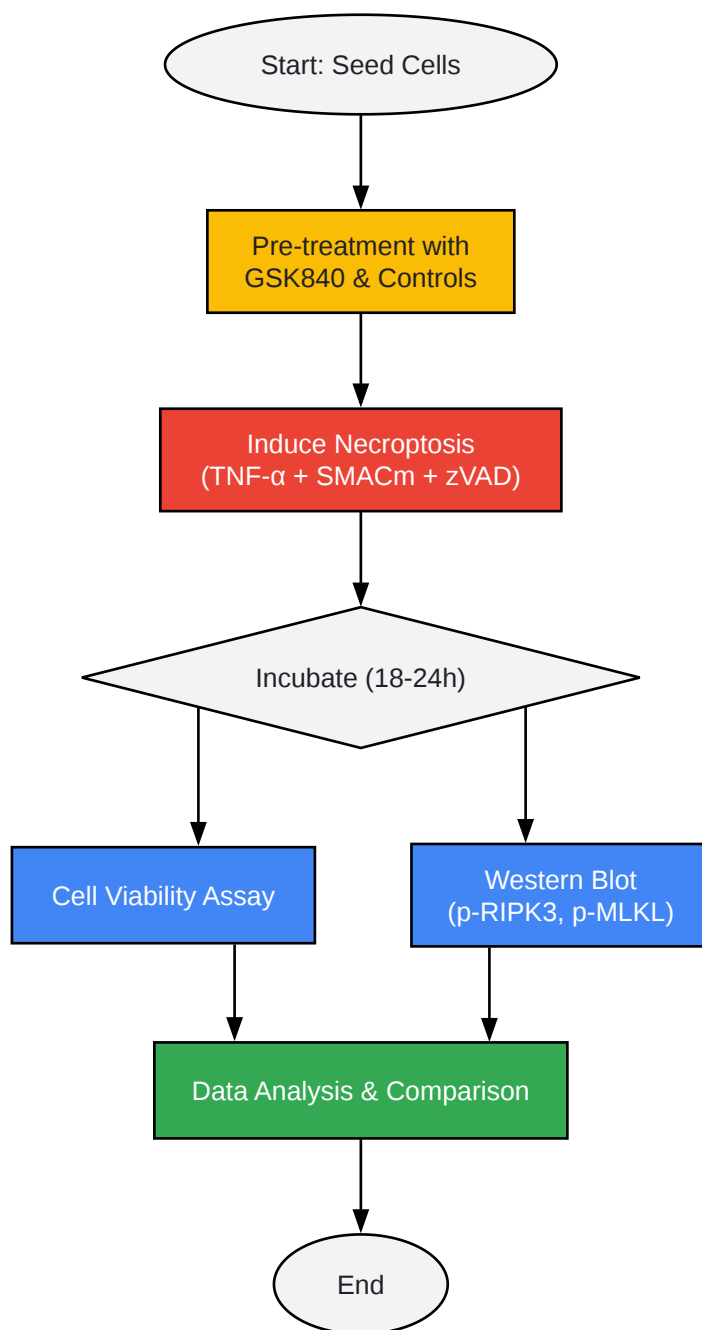 Start: Seed Cells
Pre-treatment with
GSK840 & Controls
Induce Necroptosis
(TNF-α + SMACm + zVAD)
Incubate (18-24h)
Cell Viability Assay
Western Blot
(p-RIPK3, p-MLKL)
Data Analysis & Comparison
End